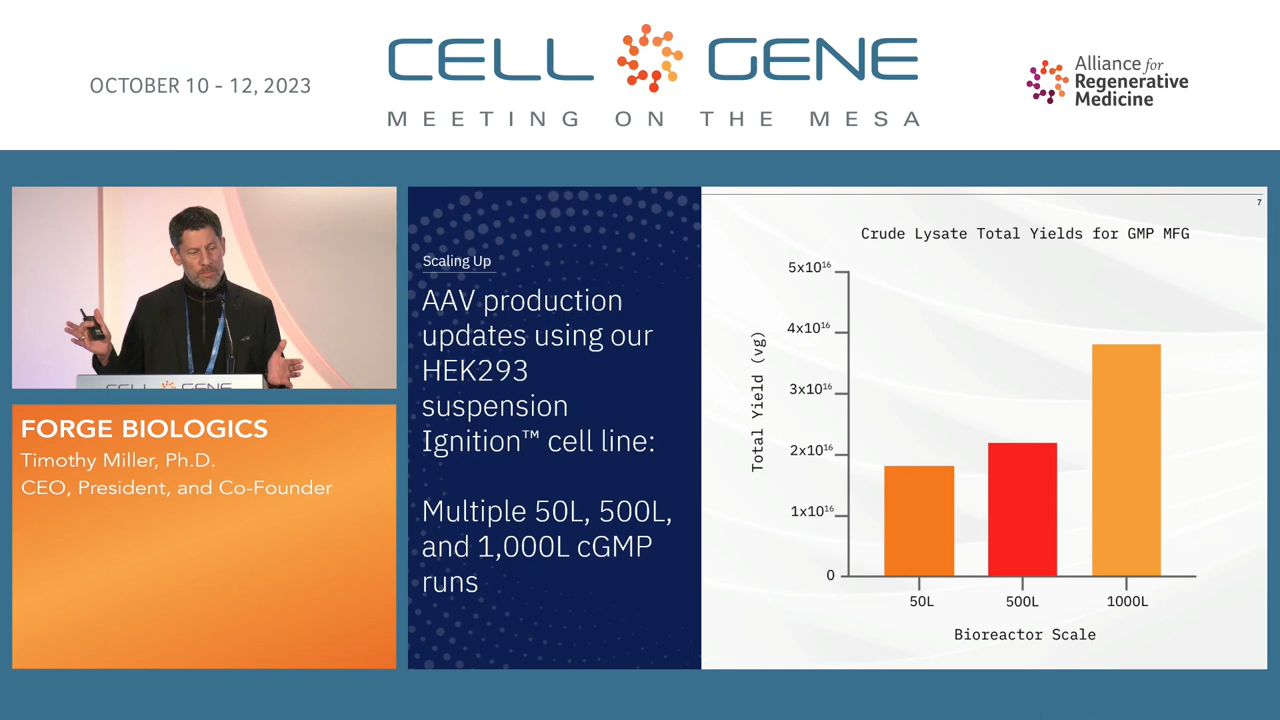 OCTOBER 10 - 12, 2023
CELL GENE
MEETING ON THE MESA
Alliance for
Regenerative
Medicine
CELL GENE
FORGE BIOLOGICS
Timothy Miller, Ph.D.
CEO, President, and Co-Founder
Scaling Up
AAV production
updates using our
HEK293
suspension
Ignition™ cell line:
Multiple 50L, 500L,
and 1,000L cGMP
runs
7
Crude Lysate Total Yields for GMP MFG
Total Yield (vg)
5x10¹⁶
4x10¹⁶
3x10¹⁶
2x10¹⁶
1x10¹⁶
0
50L
500L
1000L
Bioreactor Scale